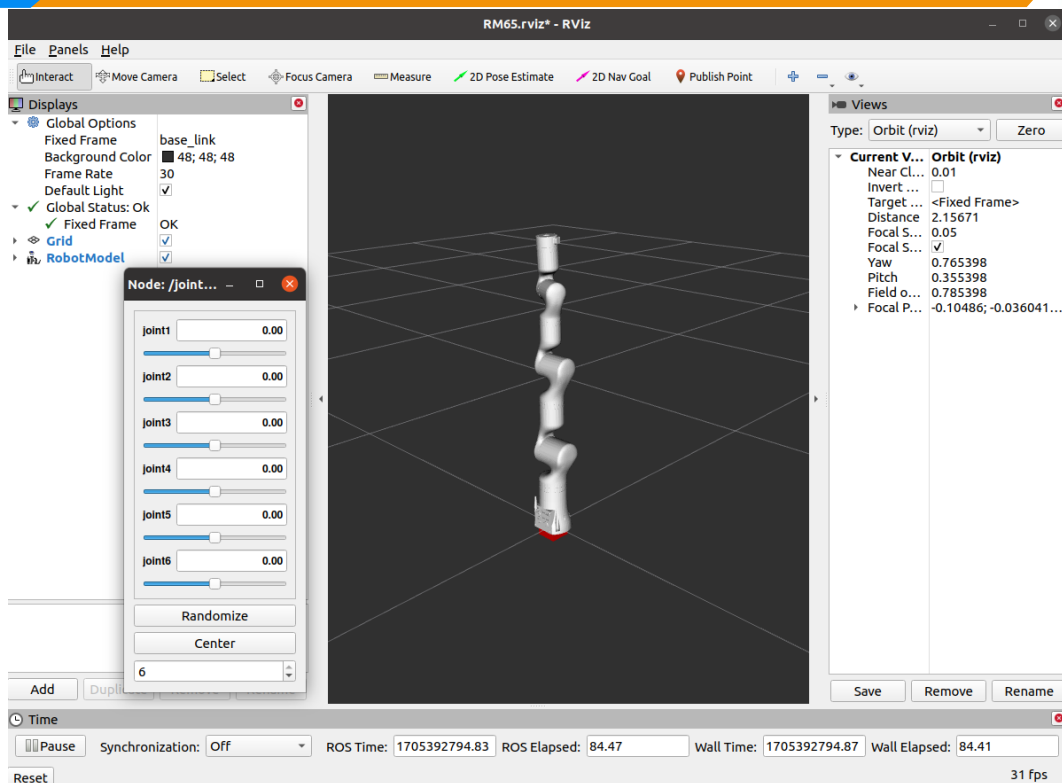 RM65.rviz* - RViz
File Panels Help
Interact Move Camera Select Focus Camera Measure 2D Pose Estimate 2D Nav Goal Publish Point
Displays
Global Options
Fixed Frame base_link
Background Color 48; 48; 48
Frame Rate 30
Default Light
Global Status: Ok
Fixed Frame OK
Grid
RobotModel
Node: /joint...
joint1 0.00
joint2 0.00
joint3 0.00
joint4 0.00
joint5 0.00
joint6 0.00
Randomize
Center
6
Add
Views
Type: Orbit (rviz) Zero
Current V... Orbit (rviz)
Near Cl... 0.01
Invert ...
Target ... <Fixed Frame>
Distance 2.15671
Focal S... 0.05
Focal S...
Yaw 0.765398
Pitch 0.355398
Field o... 0.785398
Focal P... -0.10486; -0.036041...
Save Remove Rename
Time
Pause Synchronization: Off ROS Time: 1705392794.83 ROS Elapsed: 84.47 Wall Time: 1705392794.87 Wall Elapsed: 84.41
Reset 31 fps